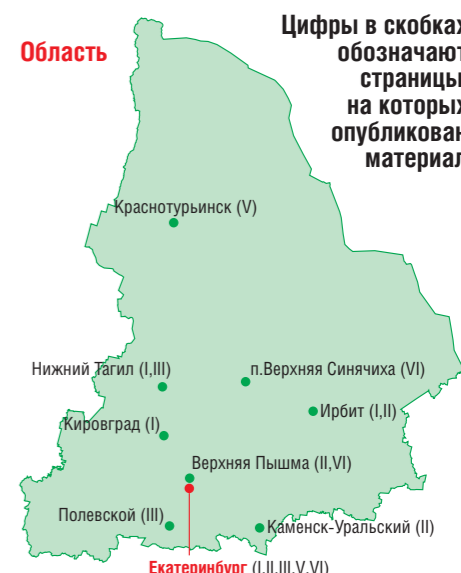 Область
Цифры в скобках
обозначают
страницы,
на которых
опубликован
материал
Краснотурьинск (V)
Нижний Тагил (I,III)
п.Верхняя Синячиха (VI)
Ирбит (I,II)
Кировград (I)
Верхняя Пышма (II,VI)
Полевской (III)
Каменск-Уральский (II)
Екатеринбург (I,II,III,V,VI)